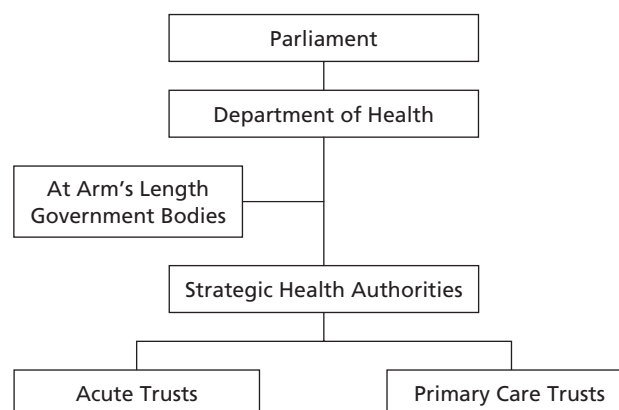 Parliament
Department of Health
At Arm's Length
Government Bodies
Strategic Health Authorities
Acute Trusts
Primary Care Trusts